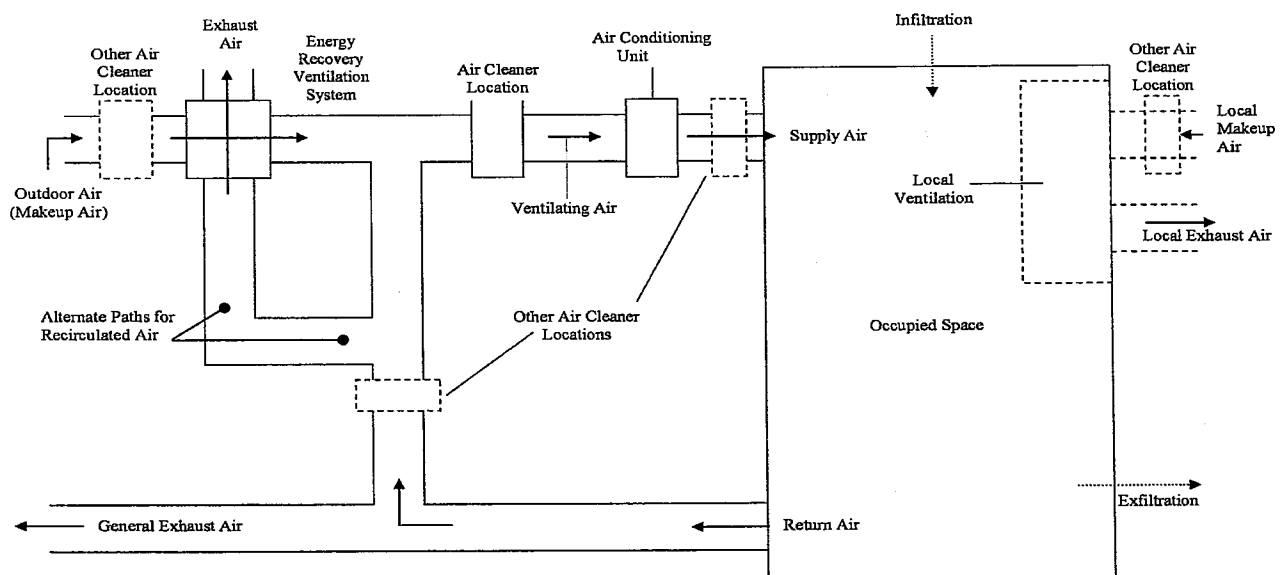 Exhaust
Air
Other Air
Cleaner
Location
Energy
Recovery
Ventilation
System
Air Cleaner
Location
Air Conditioning
Unit
Infiltration
Other Air
Cleaner
Location
Supply Air
Local
Makeup
Air
Outdoor Air
(Makeup Air)
Ventilating Air
Local
Ventilation
Local Exhaust Air
Alternate Paths for
Recirculated Air
Other Air Cleaner
Locations
Occupied Space
Exfiltration
General Exhaust Air
Return Air